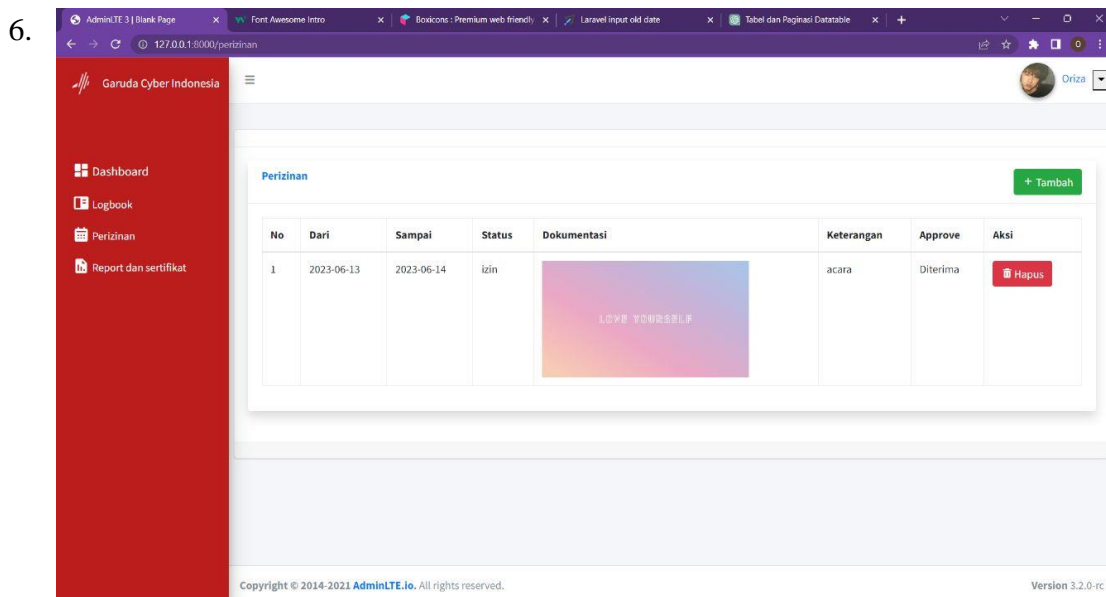 6.
AdminLTE 3 | Blank Page
Font Awesome Intro
Boxicons : Premium web friendly
Laravel input old date
Tabel dan Paginasi Datatable
127.0.0.1:8000/perizinan
O
Garuda Cyber Indonesia
Oriza
Dashboard
Logbook
Perizinan
Report dan sertifikat
Perizinan
+ Tambah
No Dari Sampai Status Dokumentasi Keterangan Approve Aksi
1 2023-06-13 2023-06-14 izin acara Diterima Hapus
LOVE YOURSELF
Copyright © 2014-2021 AdminLTE.io. All rights reserved.
Version 3.2.0-rc